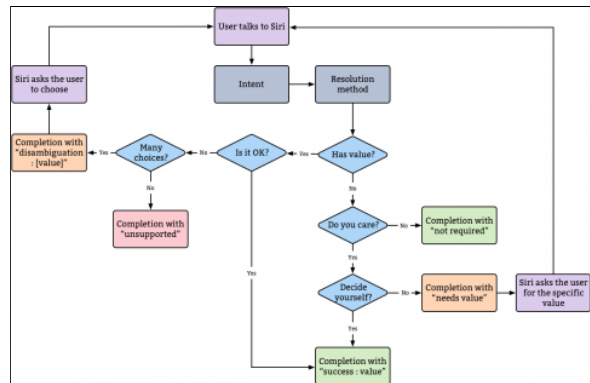 User talks to Siri
Siri asks the user
to choose
Intent
Resolution
method
Completion with
"disambiguation
: [value]"
Yes
Many
choices?
No
Is it OK?
Yes
Has value?
No
No
Completion with
"unsupported"
Do you care?
No
Completion with
"not required"
Yes
Yes
Decide
yourself?
No
Completion with
"needs value"
Siri asks the user
for the specific
value
Yes
Completion with
"success : value"